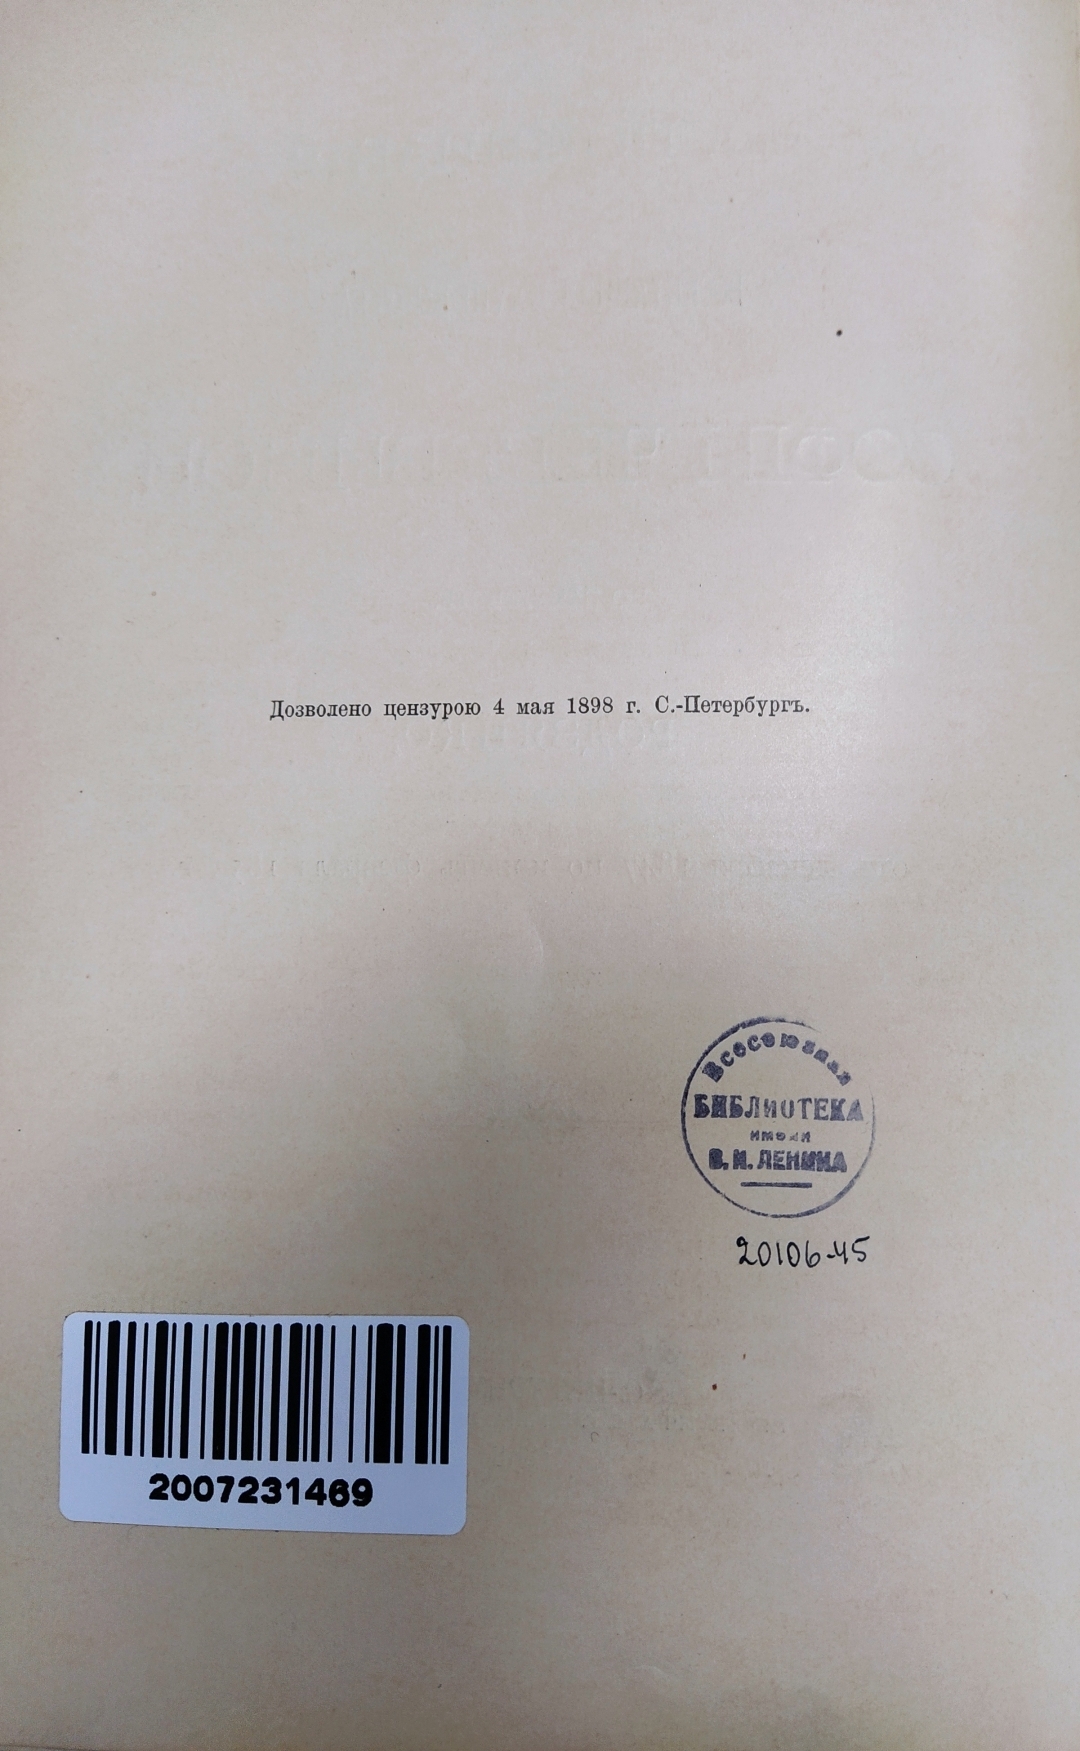 Дозволено цензурою 4 мая 1898 г. С.-Петербургъ.
Всесоюзная
БИБЛИОТЕКА
имени
В. И. ЛЕНИНА
20106-45
2007231469